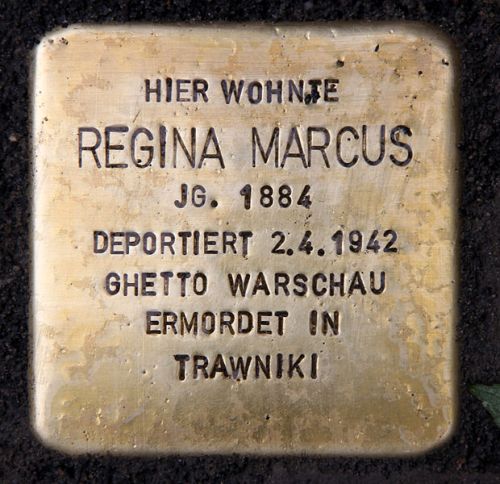 HIER WOHNTE
REGINA MARCUS
JG. 1884
DEPORTIERT 2.4.1942
GHETTO WARSCHAU
ERMORDET IN
TRAWNIKI